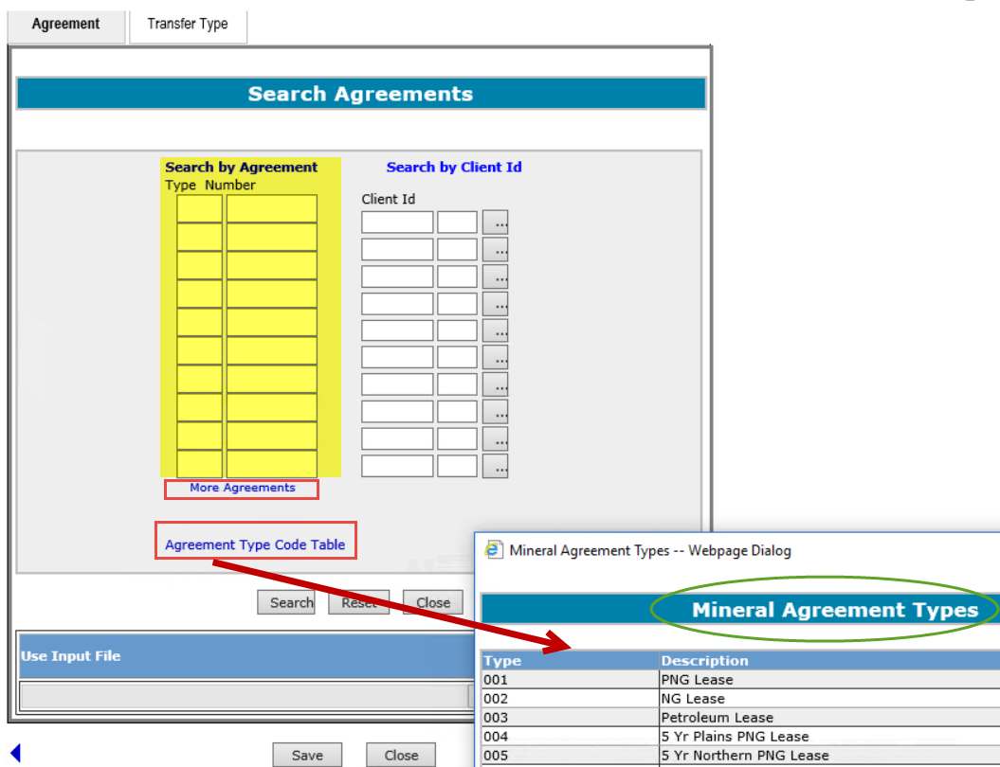 Agreement
Transfer Type
Search Agreements
Search by Agreement
Type Number
Search by Client Id
Client Id
...
...
...
...
...
...
...
...
...
...
More Agreements
Agreement Type Code Table
Search
Reset
Close
Use Input File
Save
Close
Mineral Agreement Types -- Webpage Dialog
Mineral Agreement Types
Type Description
001 PNG Lease
002 NG Lease
003 Petroleum Lease
004 5 Yr Plains PNG Lease
005 5 Yr Northern PNG Lease